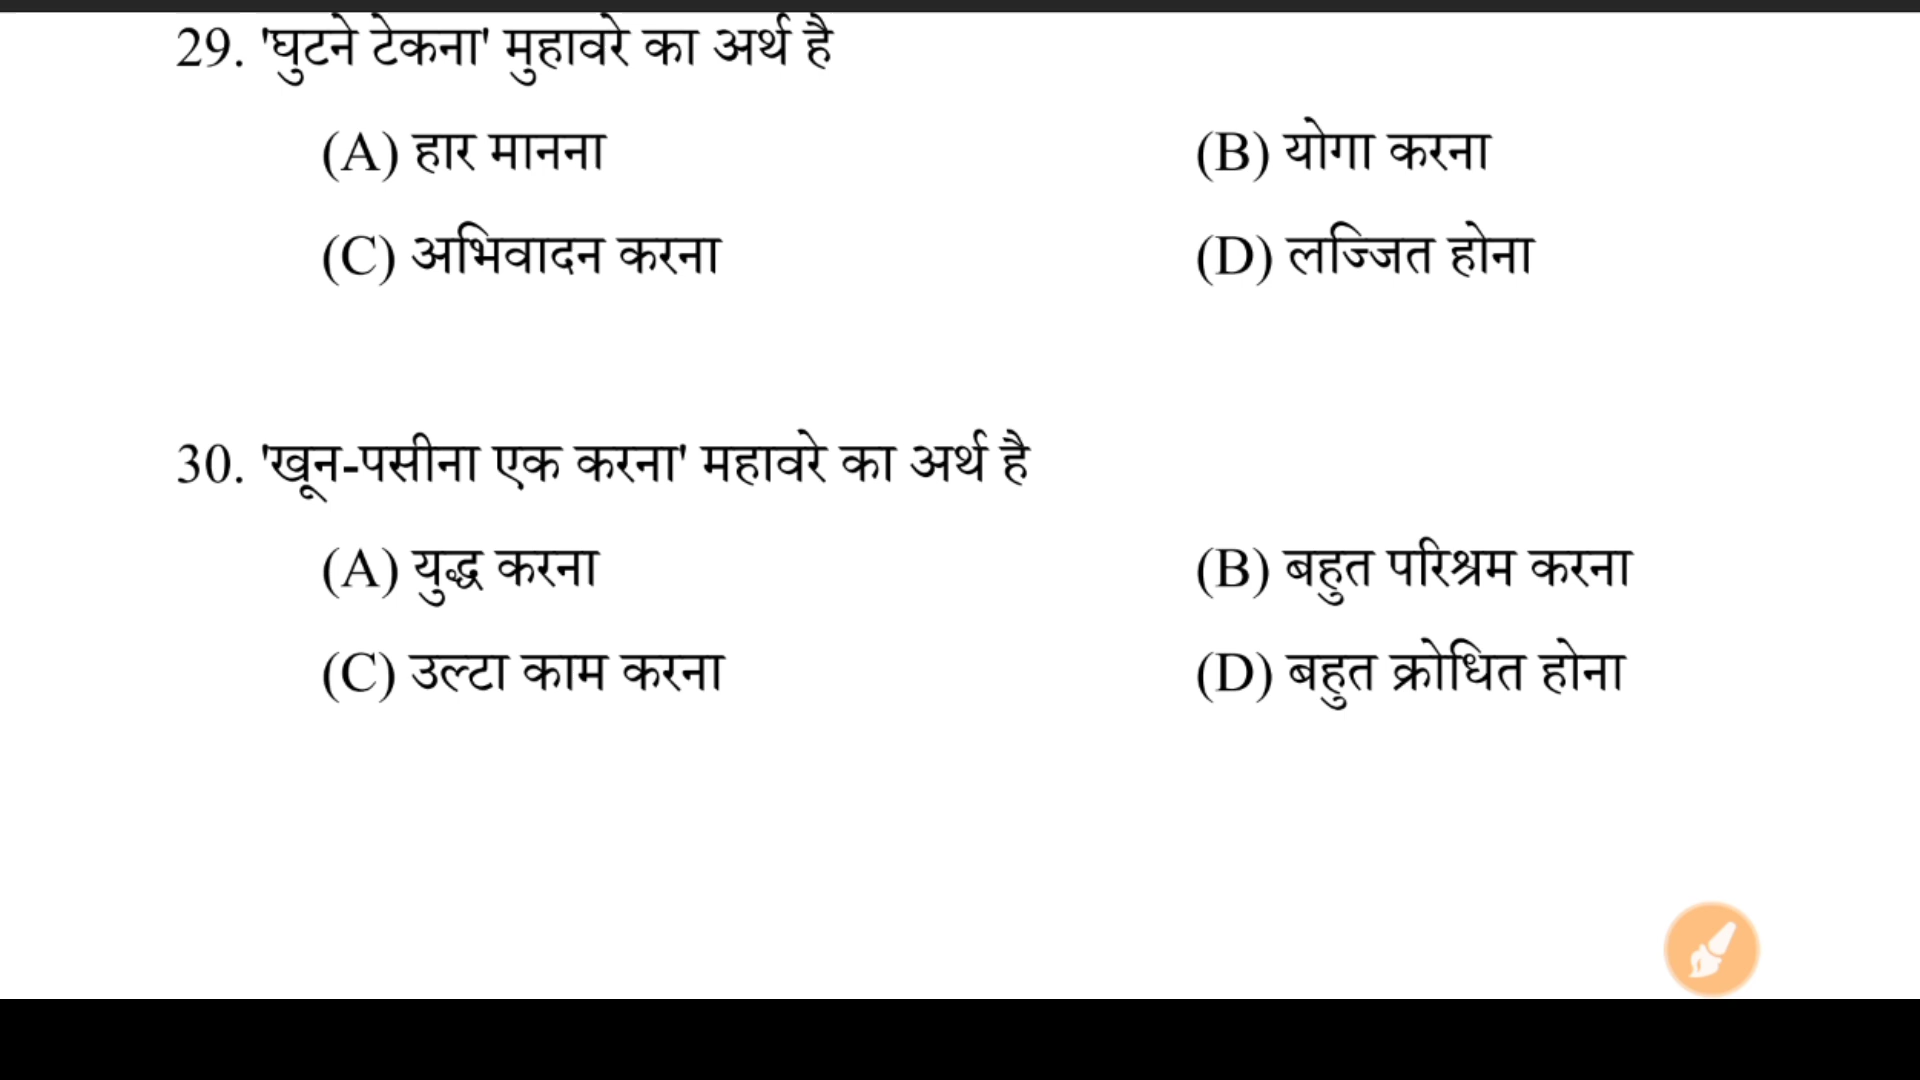 29. 'घुटने टेकना' मुहावरे का अर्थ है
(A) हार मानना (B) योगा करना
(C) अभिवादन करना (D) लज्जित होना
30. 'खून-पसीना एक करना' महावरे का अर्थ है
(A) युद्ध करना (B) बहुत परिश्रम करना
(C) उल्टा काम करना (D) बहुत क्रोधित होना